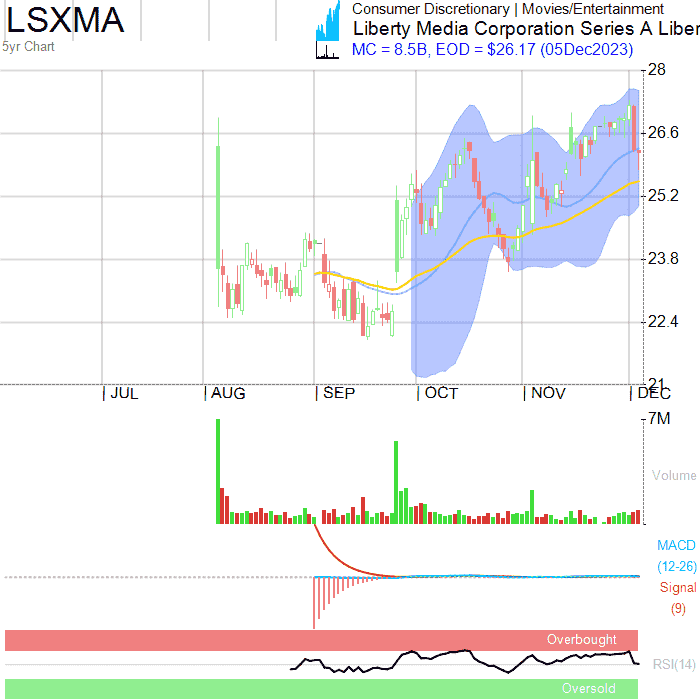 LSXMA
5yr Chart
Consumer Discretionary | Movies/Entertainment
Liberty Media Corporation Series A Liber
MC = 8.5B, EOD = $26.17 (05Dec2023)
28
26.6
25.2
23.8
22.4
21
JUL
AUG
SEP
OCT
NOV
DEC
7M
Volume
MACD
(12-26)
Signal
(9)
Overbought
RSI(14)
Oversold